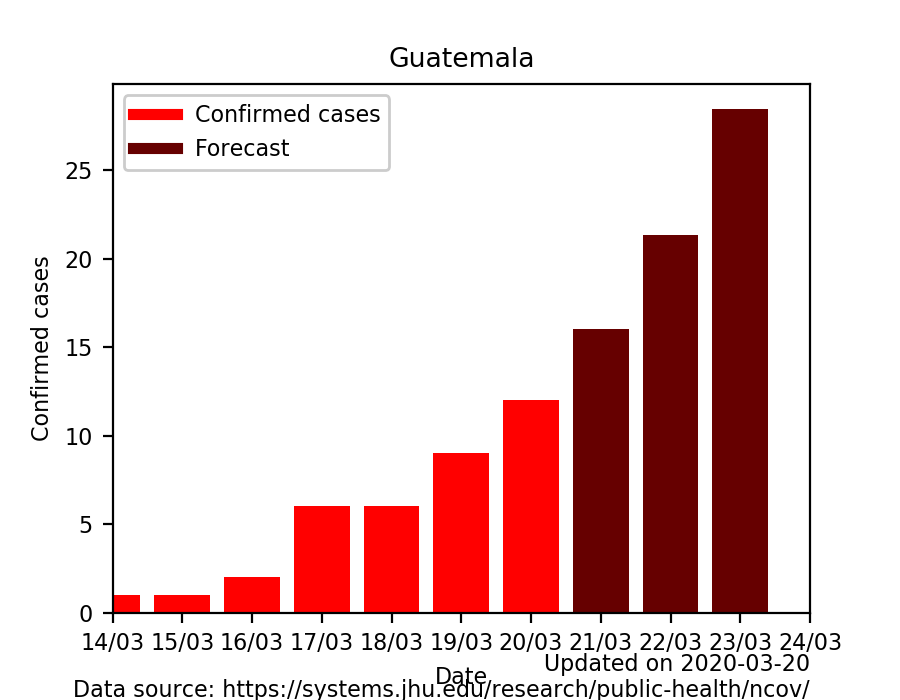 Guatemala
Confirmed cases
Forecast
Confirmed cases
25
20
15
10
5
0
14/03 15/03 16/03 17/03 18/03 19/03 20/03 21/03 22/03 23/03 24/03
Updated on 2020-03-20
Date
Data source: https://systems.jhu.edu/research/public-health/ncov/